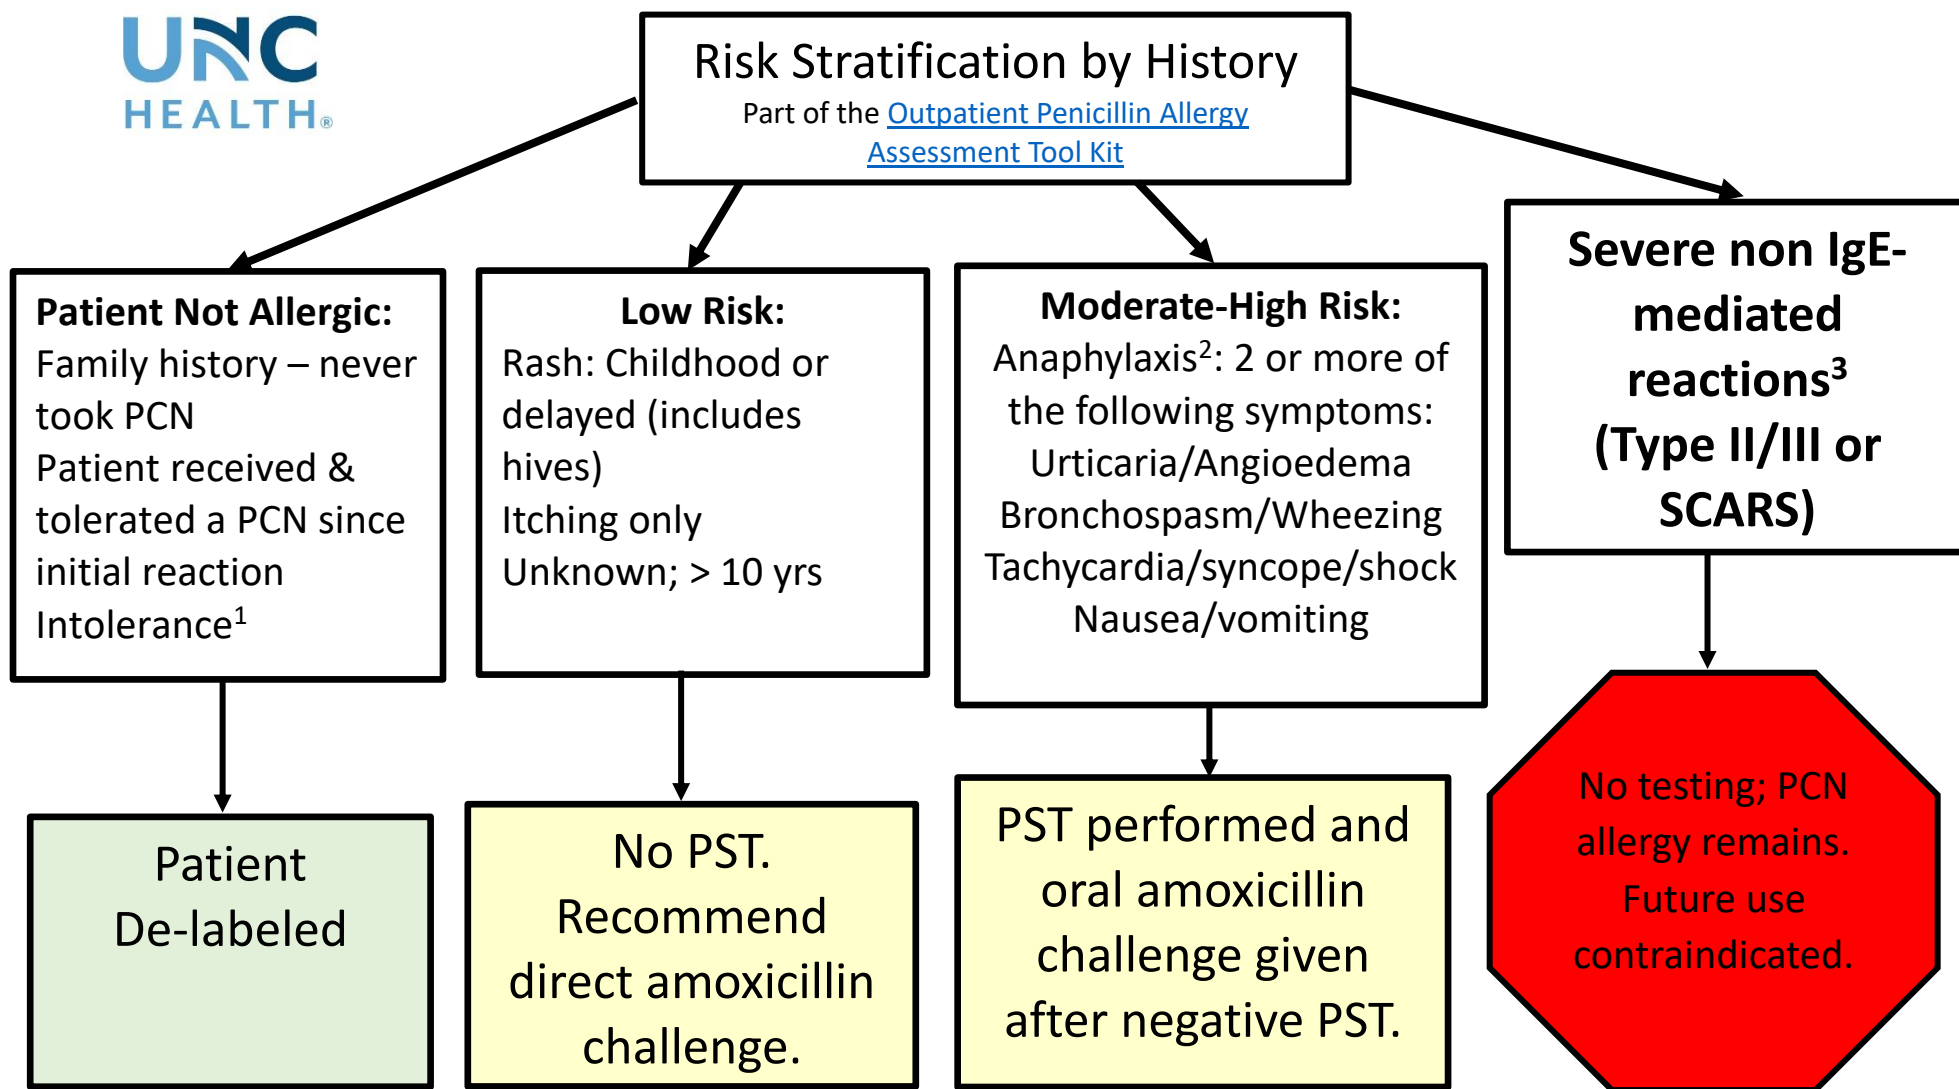 UNC
HEALTH®
Risk Stratification by History
Part of the Outpatient Penicillin Allergy
Assessment Tool Kit
Patient Not Allergic:
Family history – never
took PCN
Patient received &
tolerated a PCN since
initial reaction
Intolerance¹
Low Risk:
Rash: Childhood or
delayed (includes
hives)
Itching only
Unknown; > 10 yrs
Moderate-High Risk:
Anaphylaxis²: 2 or more of
the following symptoms:
Urticaria/Angioedema
Bronchospasm/Wheezing
Tachycardia/syncope/shock
Nausea/vomiting
Severe non IgE-
mediated
reactions³
(Type II/III or
SCARS)
Patient
De-labeled
No PST.
Recommend
direct amoxicillin
challenge.
PST performed and
oral amoxicillin
challenge given
after negative PST.
No testing; PCN
allergy remains.
Future use
contraindicated.